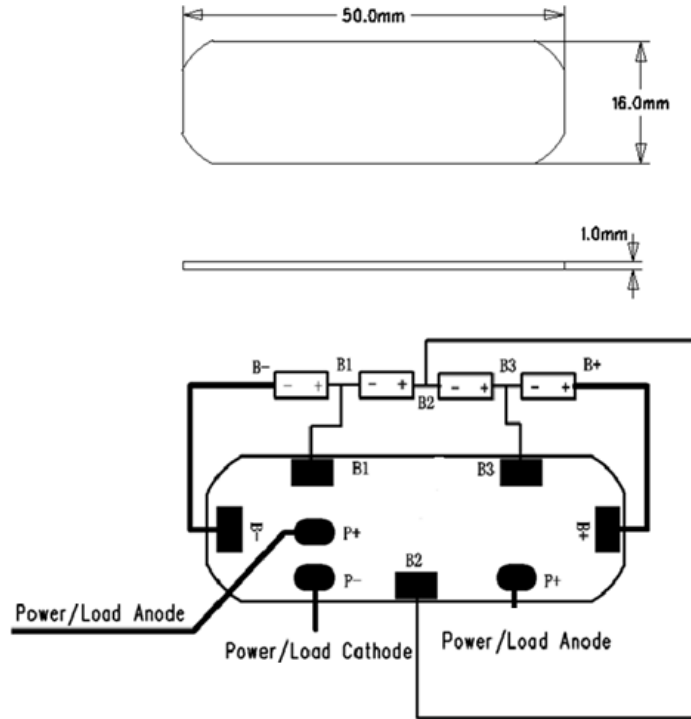 50.0mm
16.0mm
1.0mm
B- B1 B3 B+
- + - + B2 - + - +
B1 B3
B- P+ B+
P- B2 P+
Power/Load Anode
Power/Load Cathode Power/Load Anode